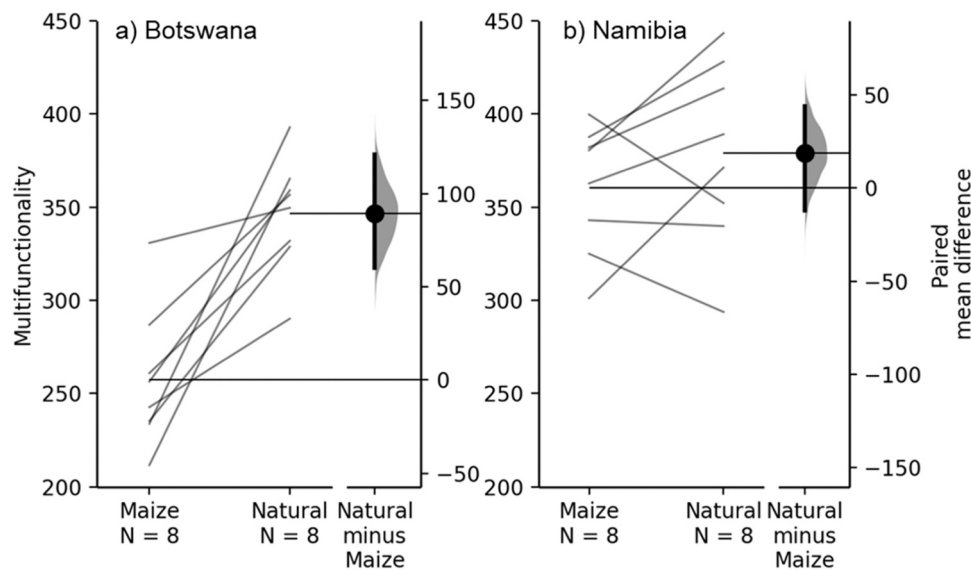 a) Botswana
450
400
350
300
250
200
Multifunctionality
150
100
50
0
−50
Maize
N = 8
Natural
N = 8
Natural
minus
Maize
b) Namibia
450
400
350
300
250
200
50
0
−50
−100
−150
Paired
mean difference
Maize
N = 8
Natural
N = 8
Natural
minus
Maize